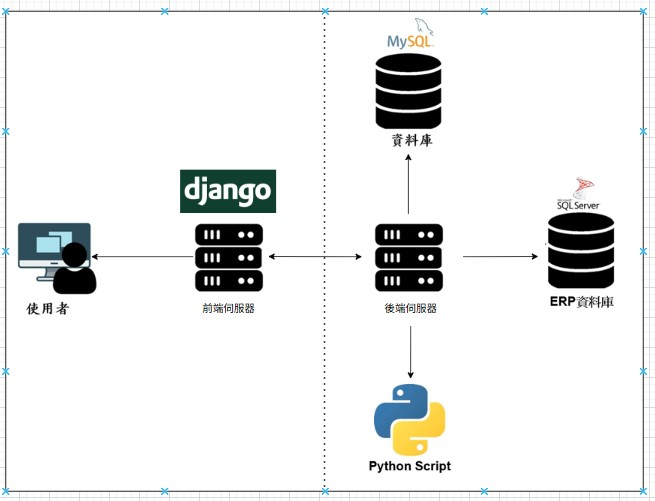 MySQL
資料庫
django
SQL Server
使用者
前端伺服器
後端伺服器
ERP資料庫
Python Script